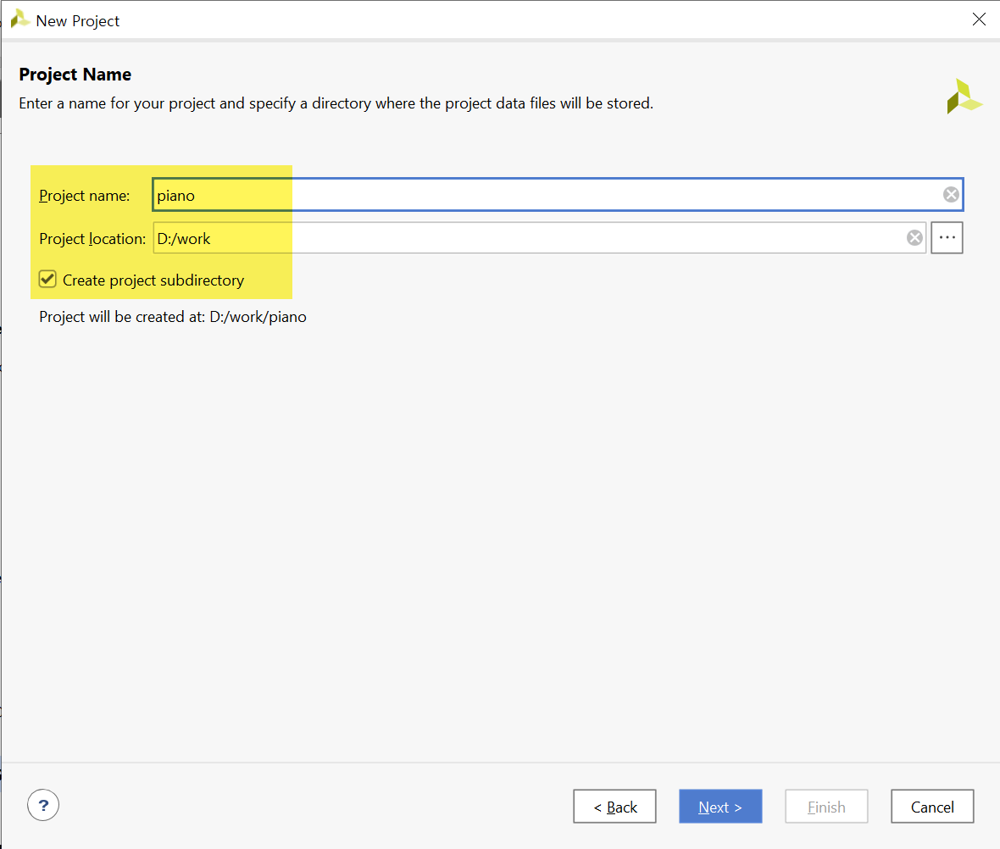 New Project
Project Name
Enter a name for your project and specify a directory where the project data files will be stored.
Project name: piano
Project location: D:/work ...
Create project subdirectory
Project will be created at: D:/work/piano
? < Back Next > Finish Cancel